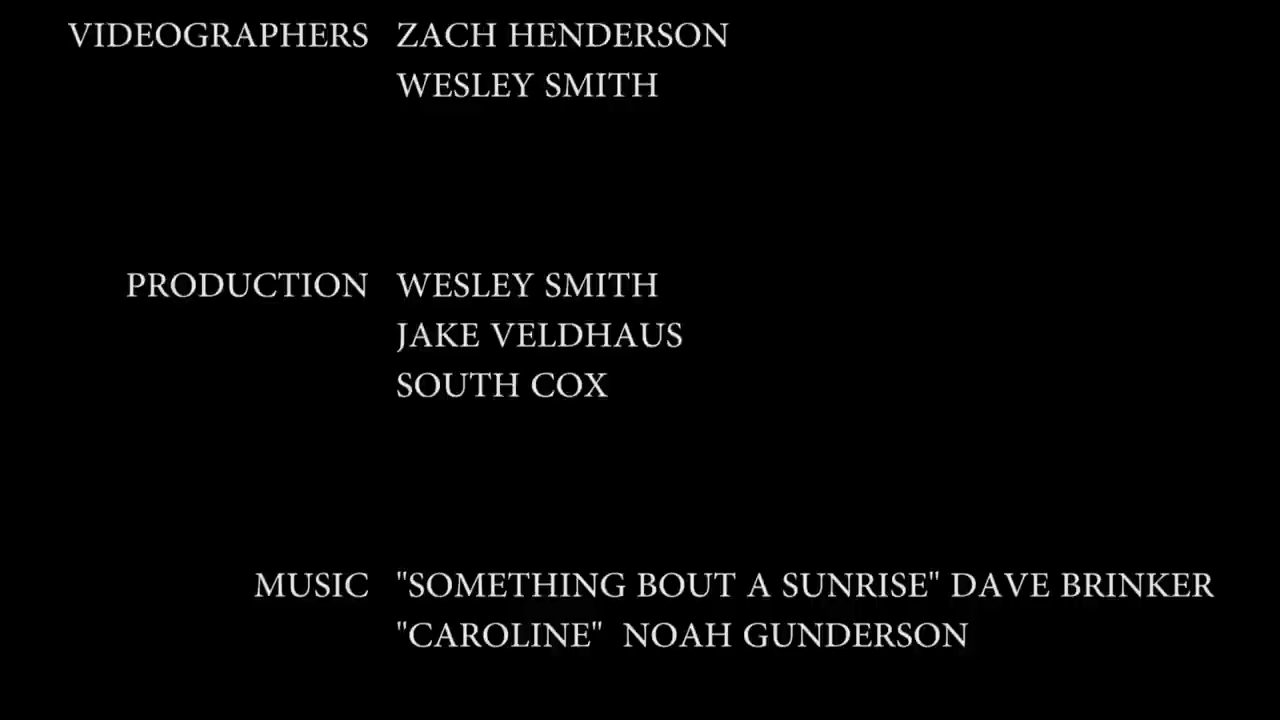 VIDEOGRAPHERS ZACH HENDERSON
WESLEY SMITH
PRODUCTION WESLEY SMITH
JAKE VELDHAUS
SOUTH COX
MUSIC "SOMETHING BOUT A SUNRISE" DAVE BRINKER
"CAROLINE" NOAH GUNDERSON